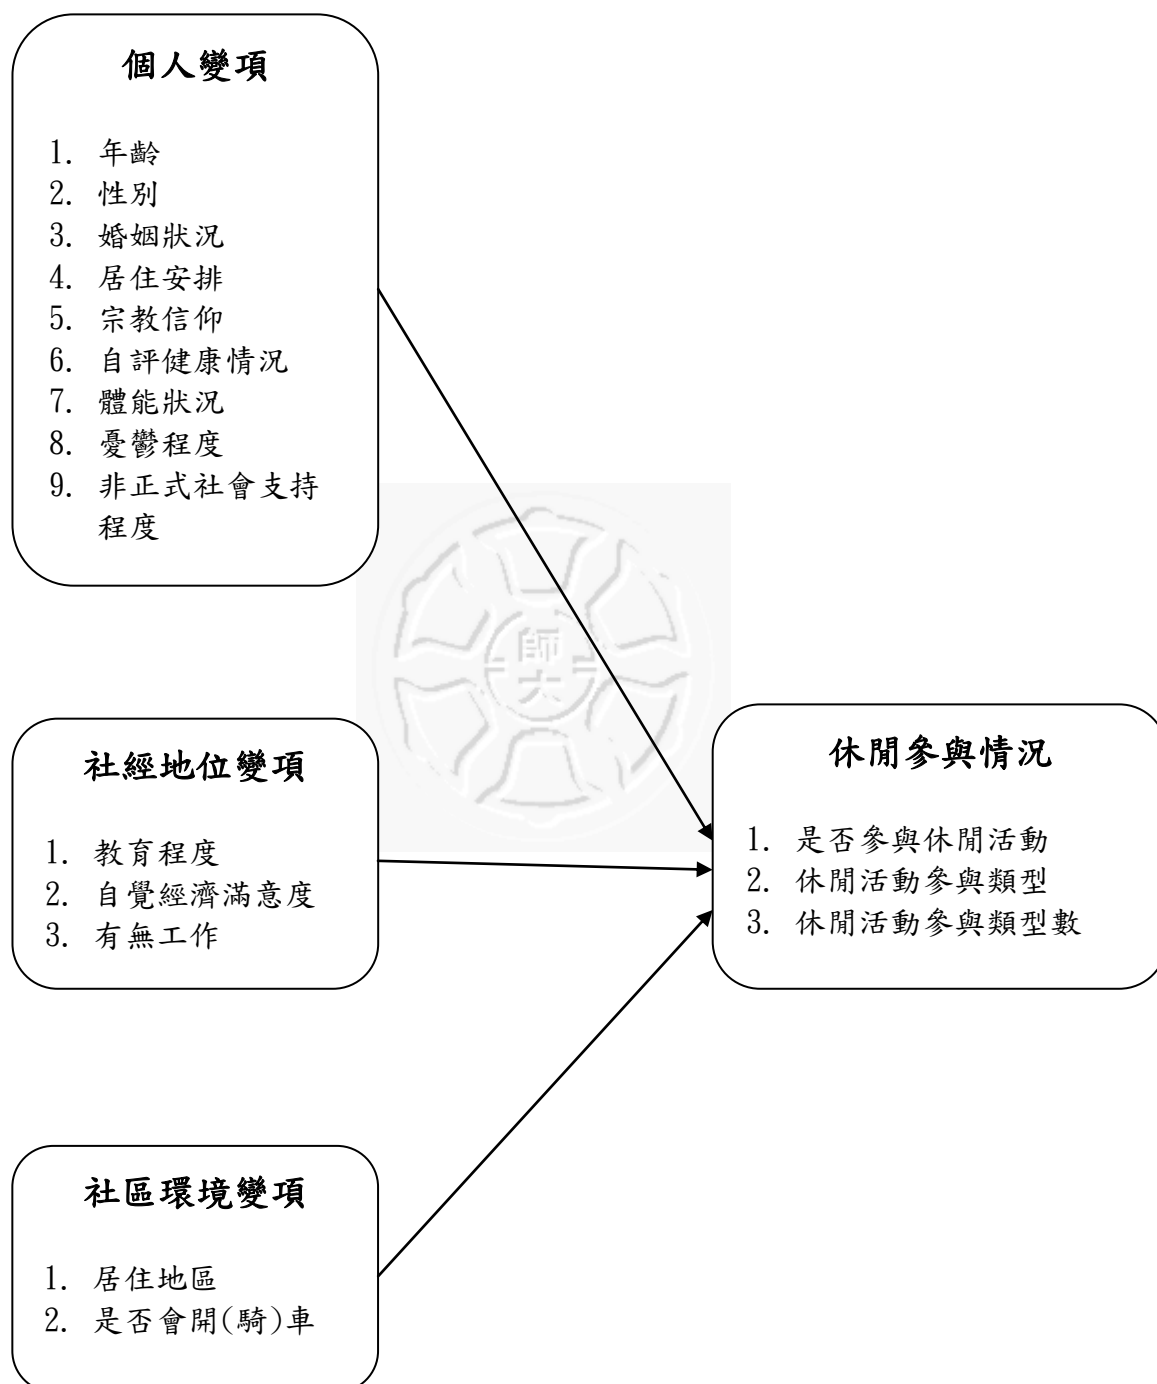 個人變項
1. 年齡
2. 性別
3. 婚姻狀況
4. 居住安排
5. 宗教信仰
6. 自評健康情況
7. 體能狀況
8. 憂鬱程度
9. 非正式社會支持
程度
師大
社經地位變項
1. 教育程度
2. 自覺經濟滿意度
3. 有無工作
休閒參與情況
1. 是否參與休閒活動
2. 休閒活動參與類型
3. 休閒活動參與類型數
社區環境變項
1. 居住地區
2. 是否會開(騎)車